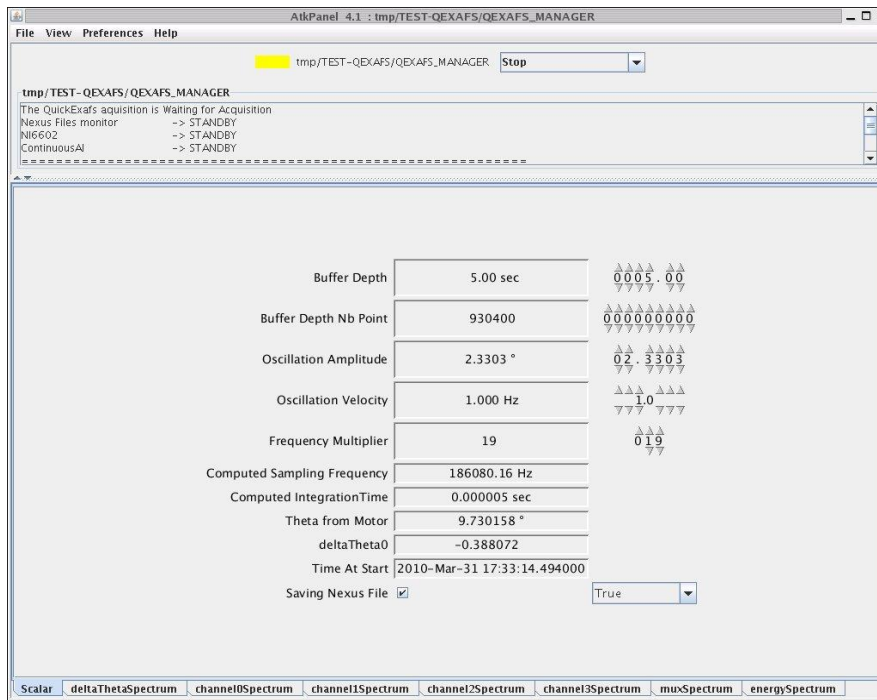 AtkPanel 4.1 : tmp/TEST-QEXAFS/QEXAFS_MANAGER
File View Preferences Help
tmp/TEST-QEXAFS/QEXAFS_MANAGER Stop
tmp/TEST-QEXAFS/QEXAFS_MANAGER
The QuickExafs aquisition is Waiting for Acquisition
Nexus Files monitor -> STANDBY
NI6602 -> STANDBY
ContinuousAI -> STANDBY
============================================================
Buffer Depth 5.00 sec 0005.00
Buffer Depth Nb Point 930400 000000000
Oscillation Amplitude 2.3303 ° 02.3303
Oscillation Velocity 1.000 Hz 1.0
Frequency Multiplier 19 019
Computed Sampling Frequency 186080.16 Hz
Computed IntegrationTime 0.000005 sec
Theta from Motor 9.730158 °
deltaTheta0 -0.388072
Time At Start 2010-Mar-31 17:33:14.494000
Saving Nexus File True
Scalar deltaThetaSpectrum channel0Spectrum channel1Spectrum channel2Spectrum channel3Spectrum muxSpectrum energySpectrum